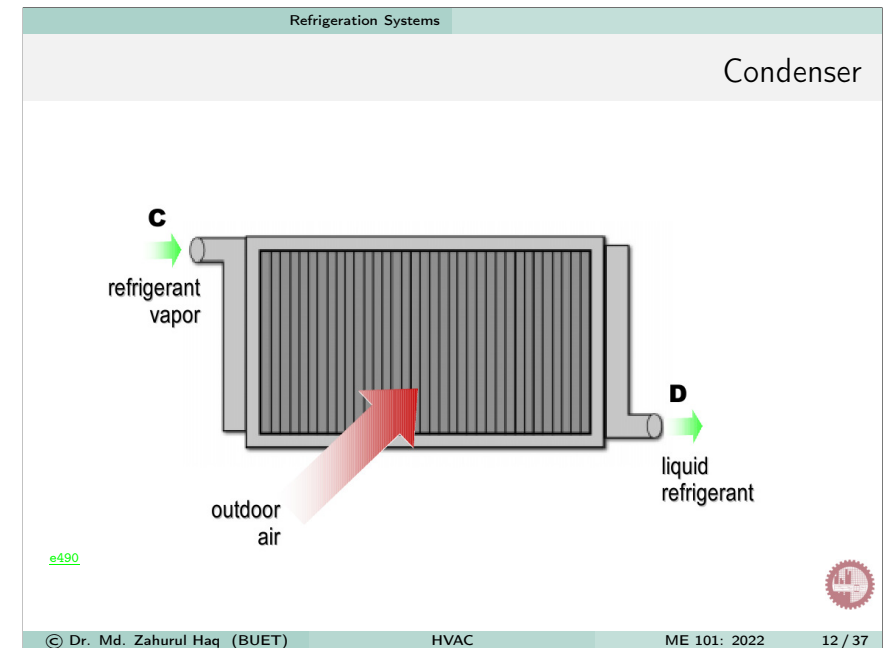 Refrigeration Systems
Condenser
C
refrigerant
vapor
D
liquid
refrigerant
outdoor
air
e490
© Dr. Md. Zahurul Haq (BUET) HVAC ME 101: 2022 12 / 37